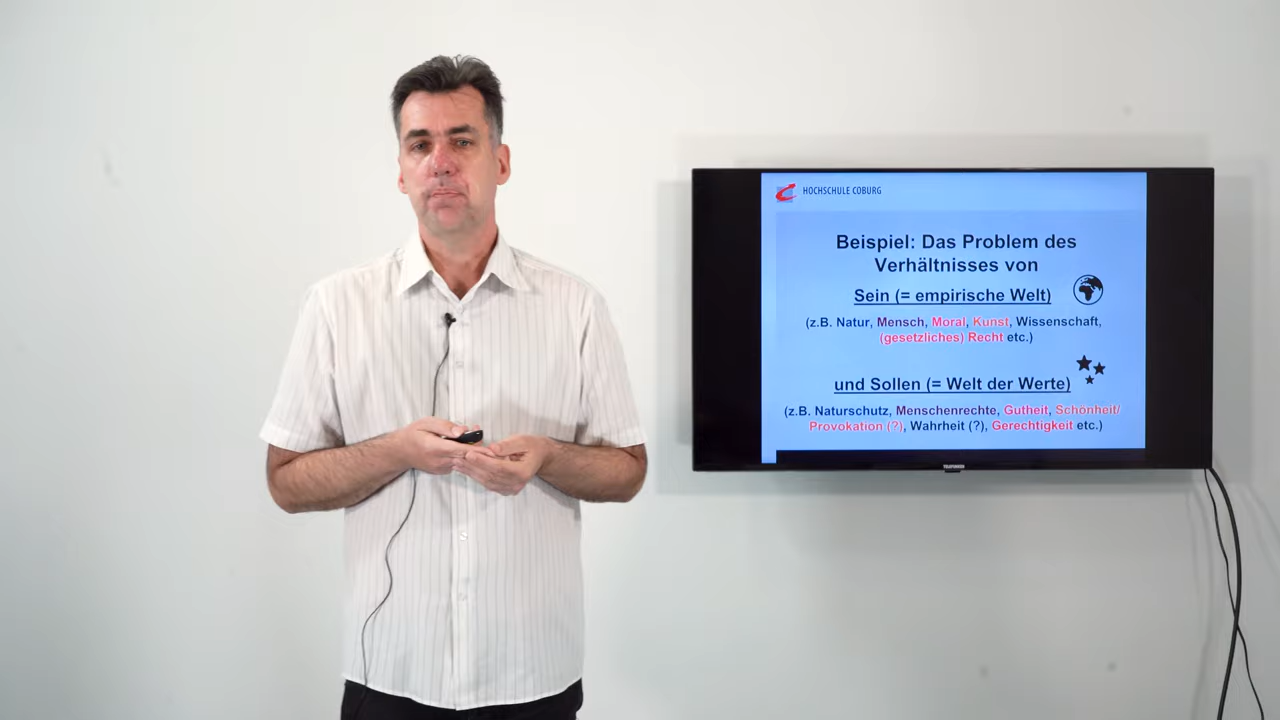 HOCHSCHULE COBURG
Beispiel: Das Problem des
Verhältnisses von
Sein (= empirische Welt)
(z.B. Natur, Mensch, Moral, Kunst, Wissenschaft,
(gesetzliches) Recht etc.)
und Sollen (= Welt der Werte)
(z.B. Naturschutz, Menschenrechte, Gutheit, Schönheit/
Provokation (?), Wahrheit (?), Gerechtigkeit etc.)
TELEFUNKEN